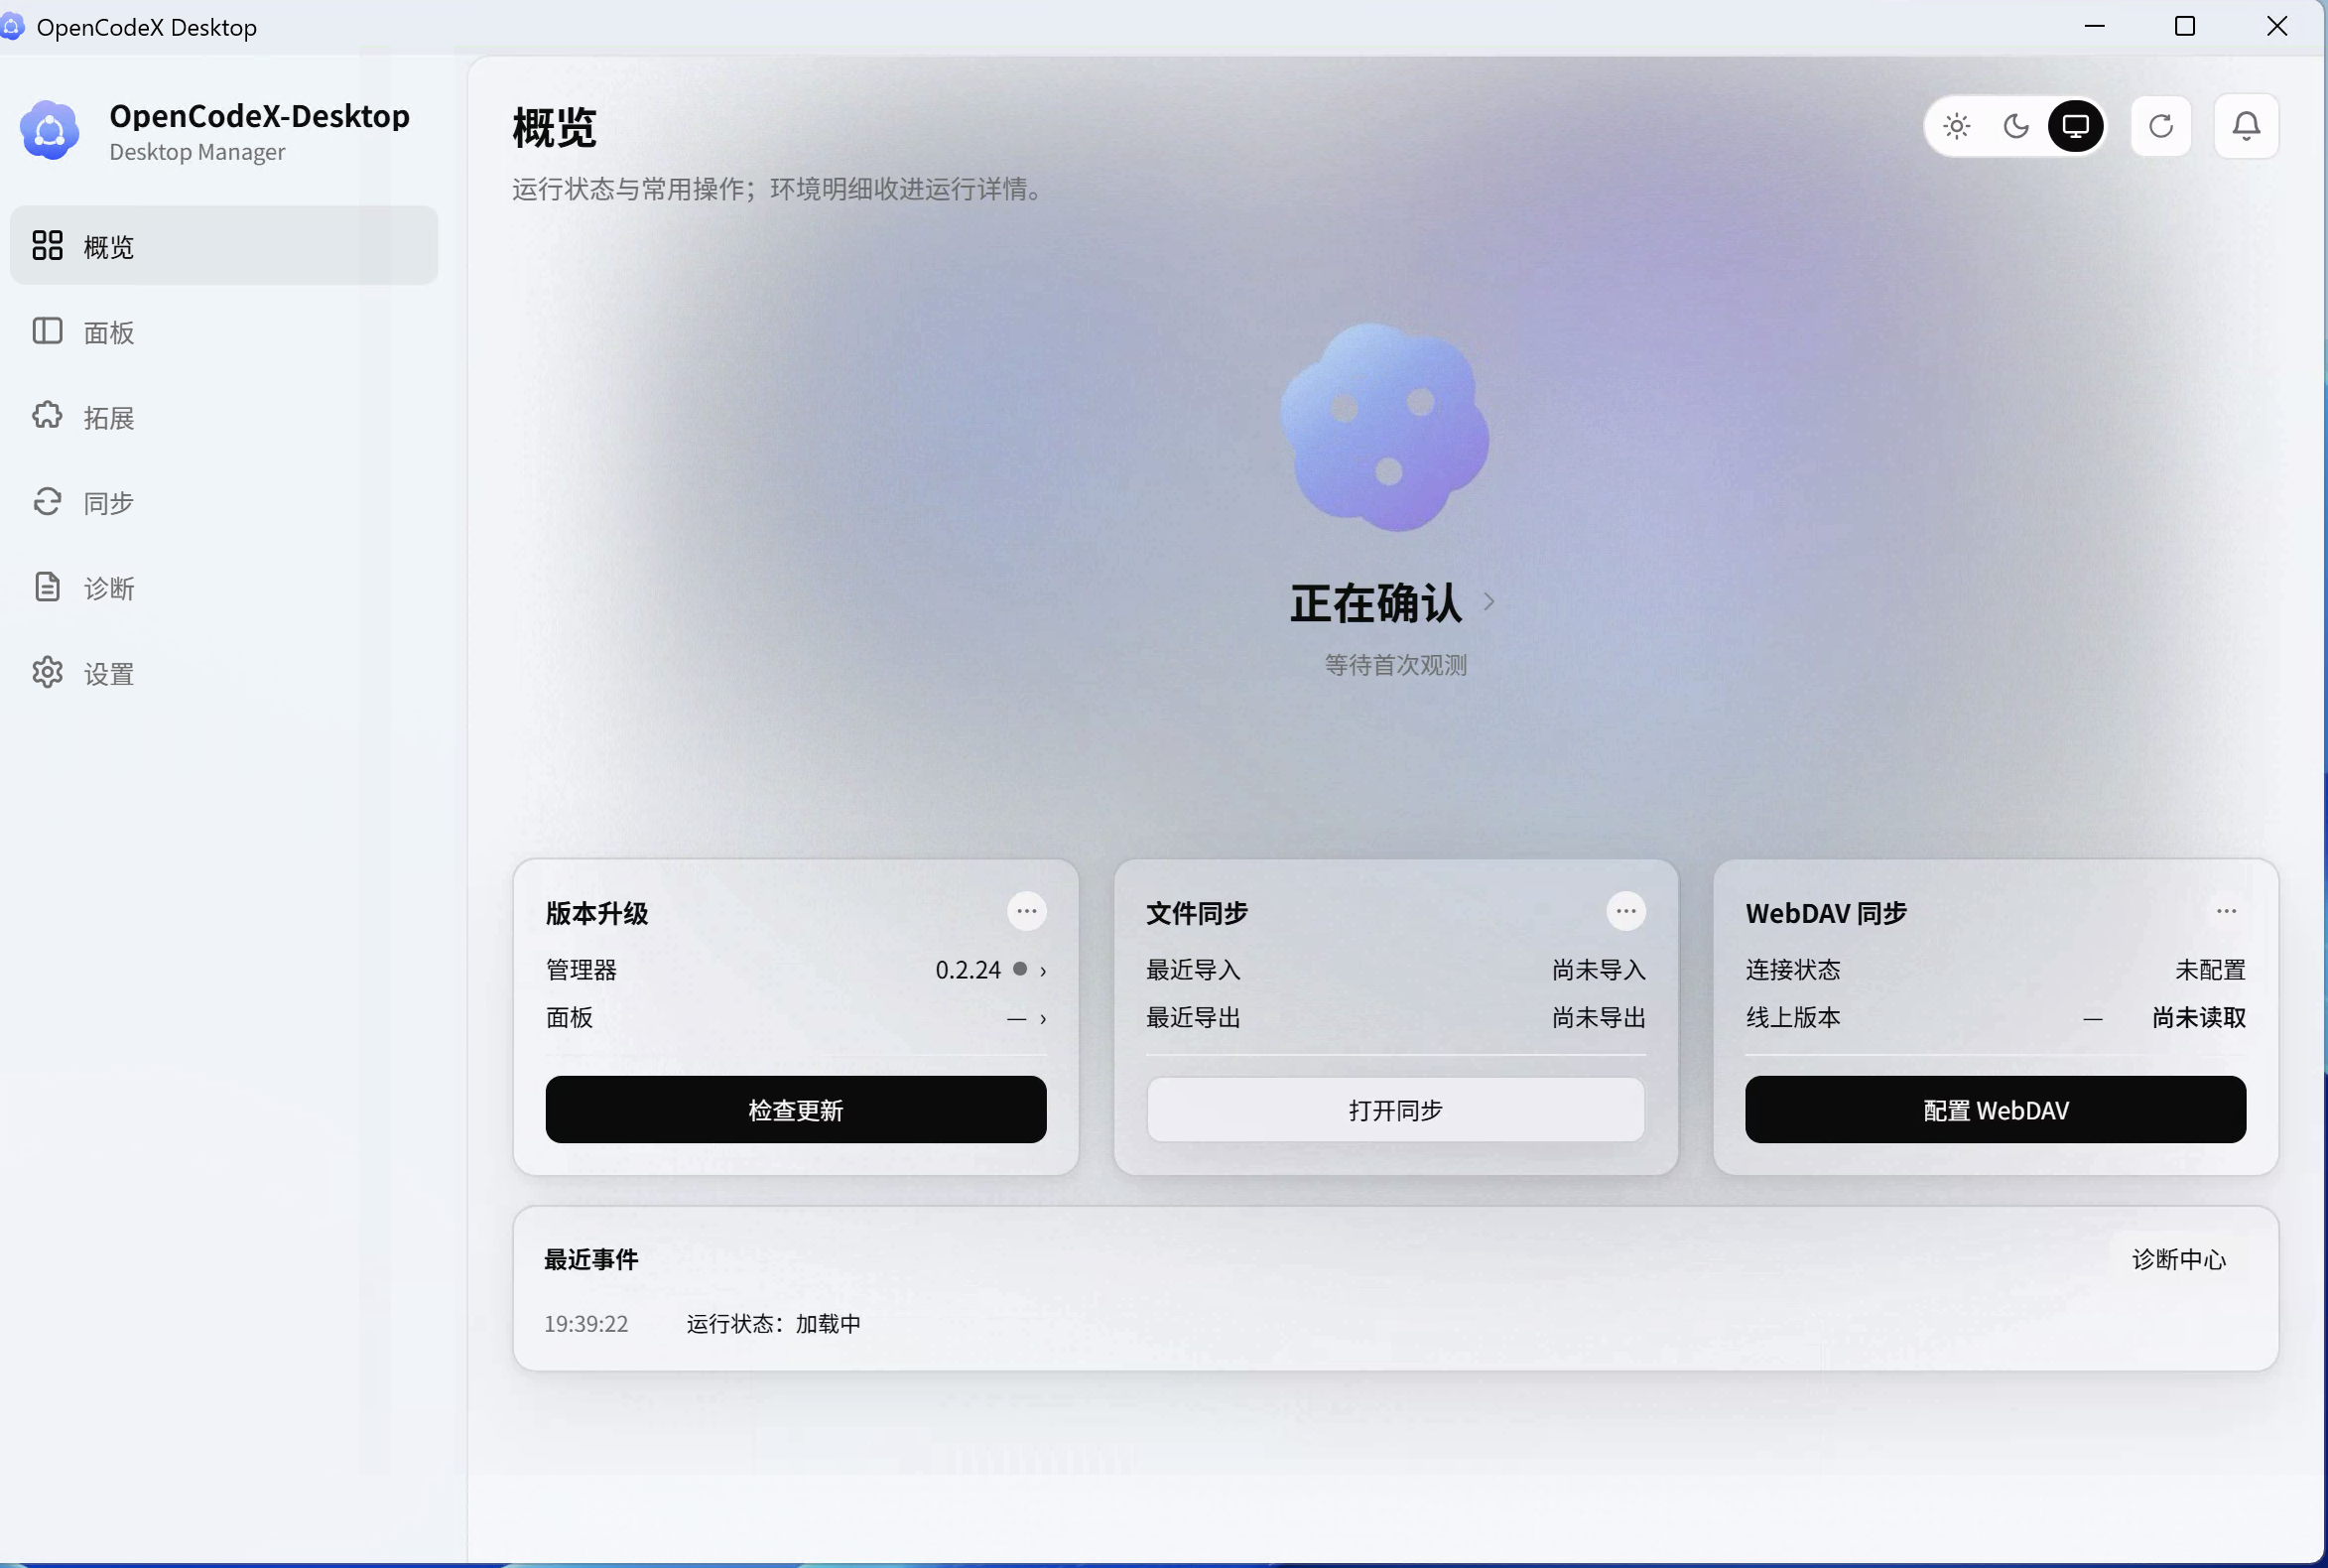 OpenCodeX Desktop
OpenCodeX-Desktop
Desktop Manager
概览
面板
拓展
同步
诊断
设置
概览
运行状态与常用操作；环境明细收进运行详情。
正在确认 ›
等待首次观测
版本升级 ···
管理器 0.2.24 ›
面板 — ›
检查更新
文件同步 ···
最近导入 尚未导入
最近导出 尚未导出
打开同步
WebDAV 同步 ···
连接状态 未配置
线上版本 — 尚未读取
配置 WebDAV
最近事件 诊断中心
19:39:22 运行状态：加载中